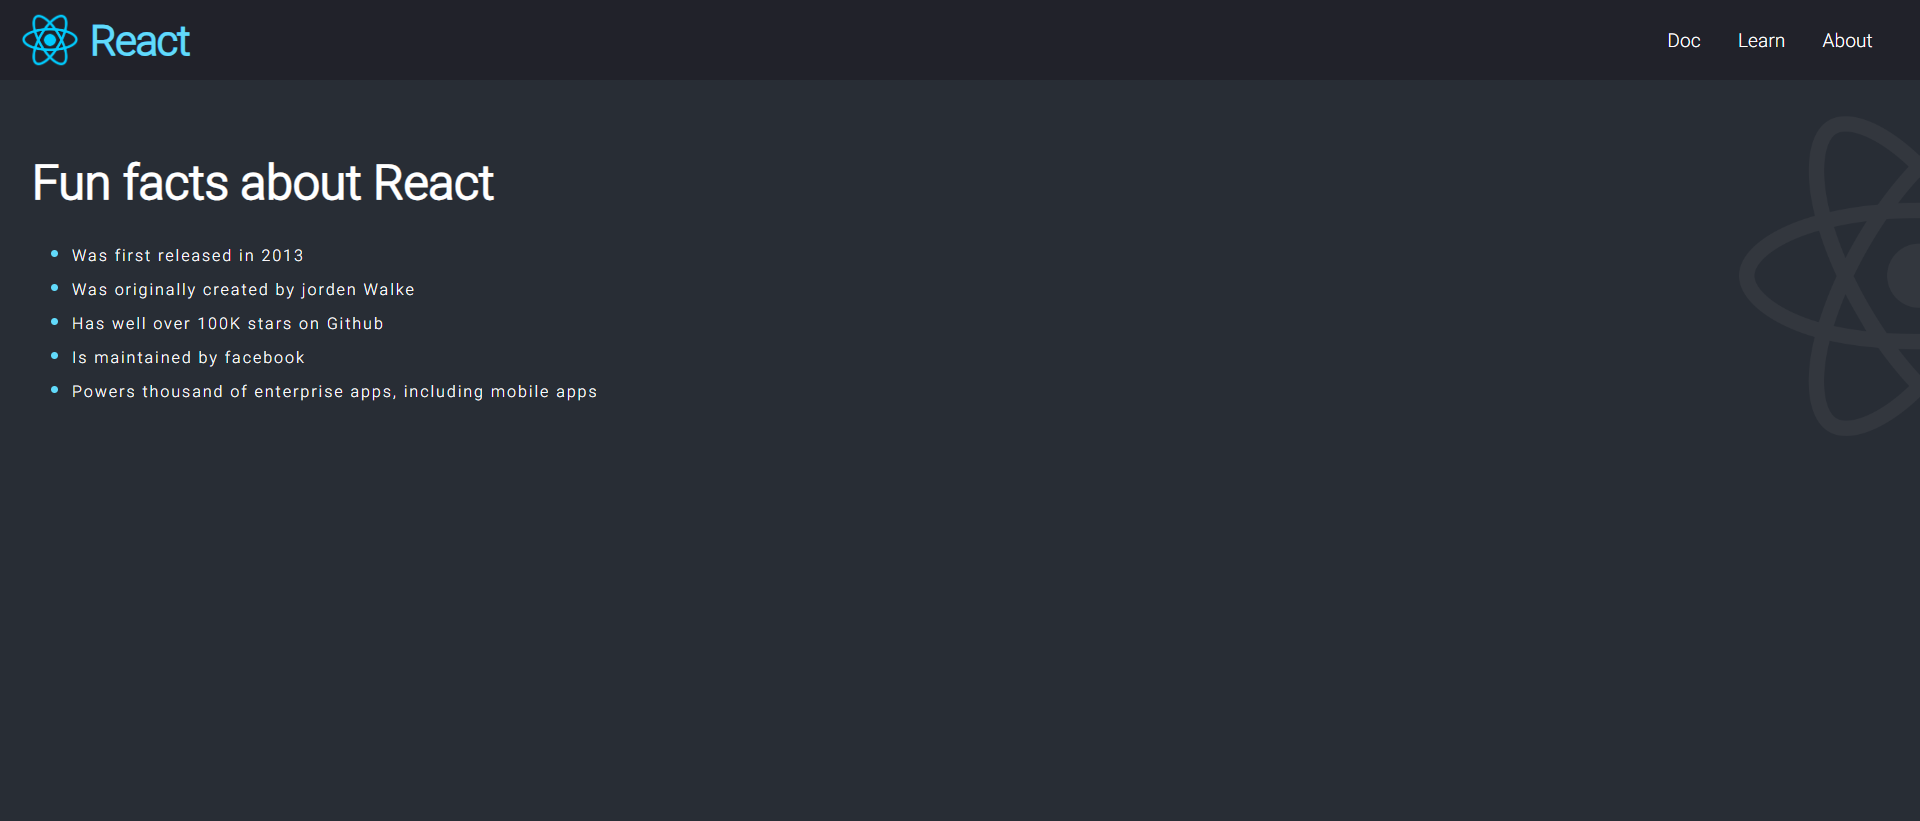 React
Doc Learn About
Fun facts about React
Was first released in 2013
Was originally created by jorden Walke
Has well over 100K stars on Github
Is maintained by facebook
Powers thousand of enterprise apps, including mobile apps